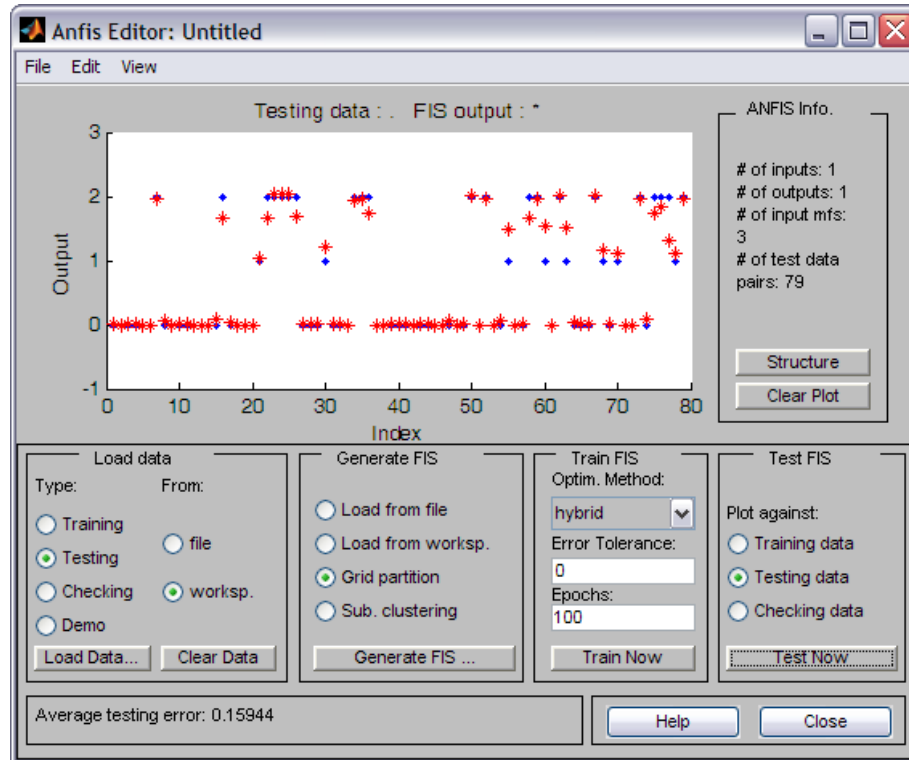 Anfis Editor: Untitled
File Edit View
Testing data : . FIS output : *
3
2
1
0
-1
Output
0 10 20 30 40 50 60 70 80
Index
ANFIS Info.
# of inputs: 1
# of outputs: 1
# of input mfs:
3
# of test data
pairs: 79
Structure
Clear Plot
Load data
Type: From:
Training
Testing
Checking
Demo
file
worksp.
Load Data... Clear Data
Generate FIS
Load from file
Load from worksp.
Grid partition
Sub. clustering
Generate FIS ...
Train FIS
Optim. Method:
hybrid
Error Tolerance:
0
Epochs:
100
Train Now
Test FIS
Plot against:
Training data
Testing data
Checking data
Test Now
Average testing error: 0.15944
Help Close